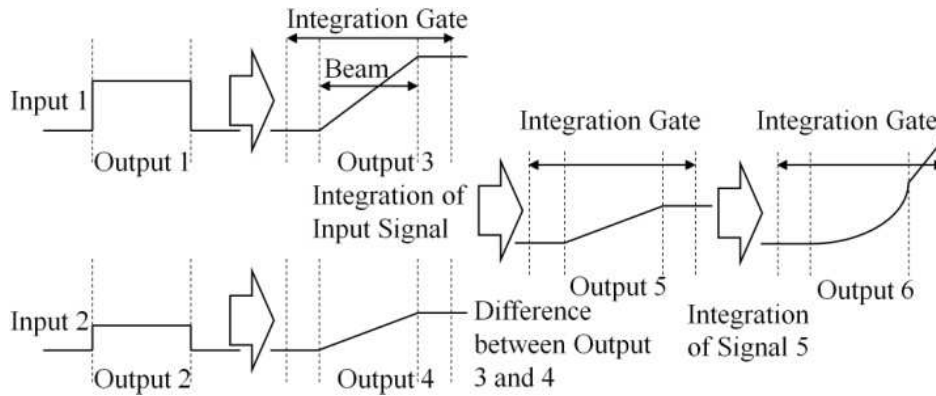 Integration Gate
Beam
Input 1
Output 1
Output 3
Integration of
Input Signal
Integration Gate
Integration Gate
Output 5
Output 6
Input 2
Output 2
Output 4
Difference
between Output
3 and 4
Integration
of Signal 5